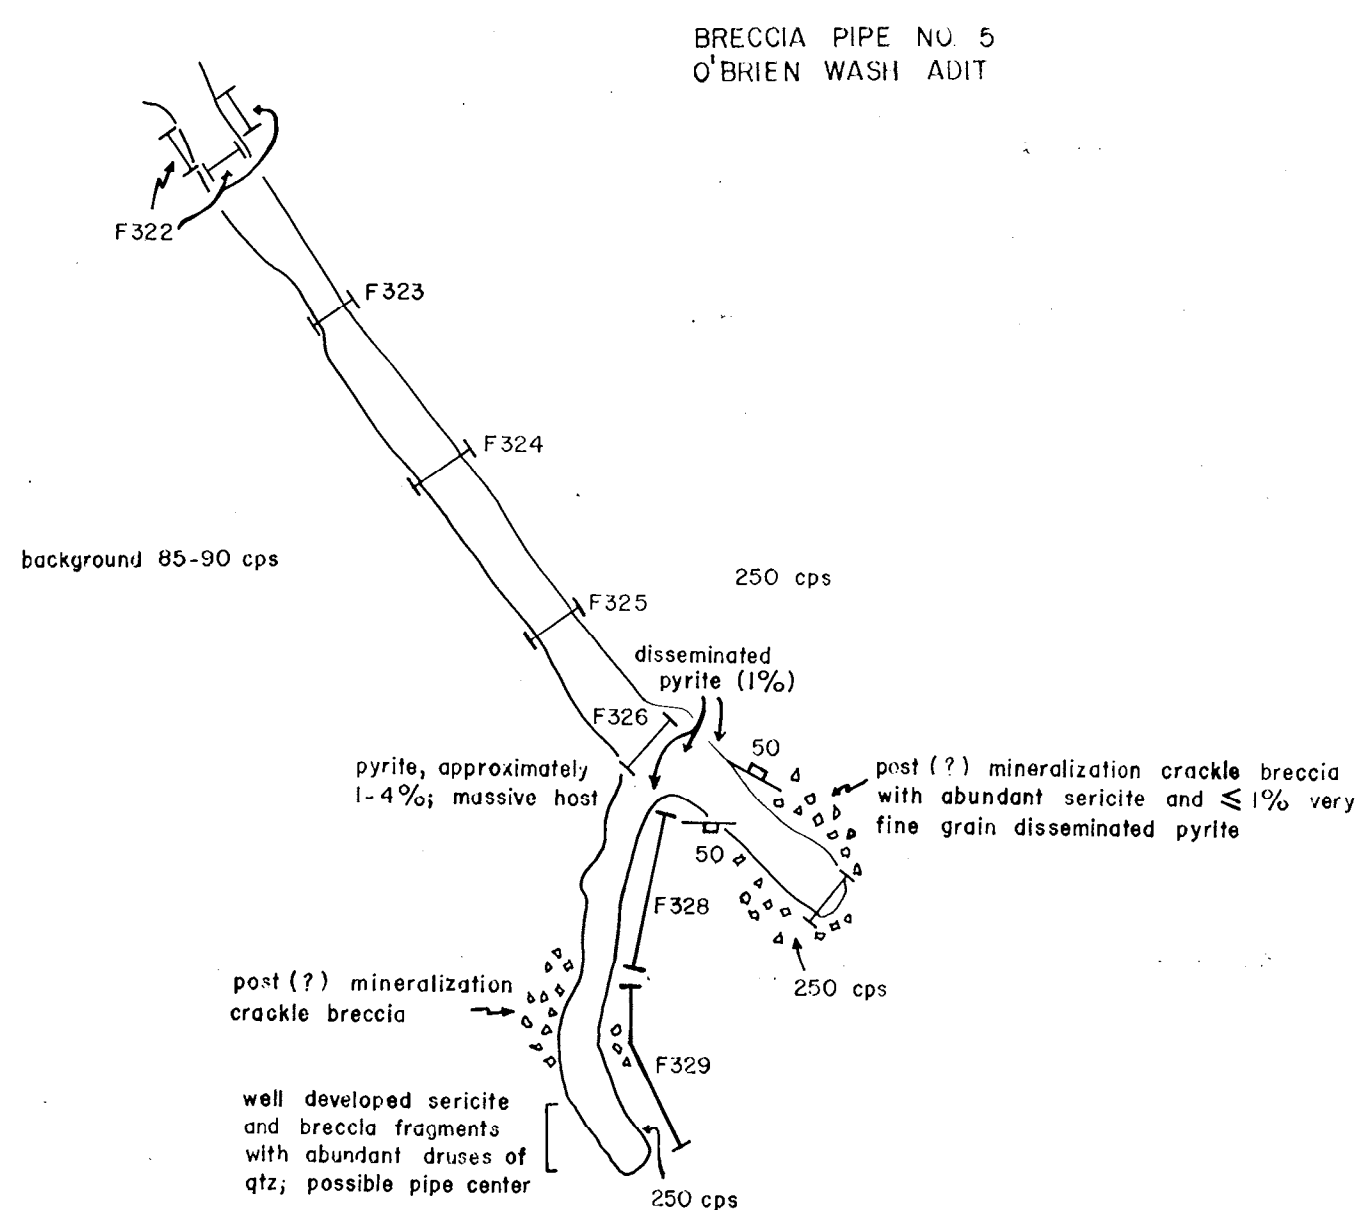 BRECCIA PIPE NO. 5
O'BRIEN WASH ADIT
F322
F323
F324
background 85-90 cps
250 cps
F325
disseminated
pyrite (1%)
F326
50
pyrite, approximately
1-4%; massive host
post (?) mineralization crackle breccia
with abundant sericite and ≤ 1% very
fine grain disseminated pyrite
50
F328
250 cps
post (?) mineralization
crackle breccia
F329
well developed sericite
and breccia fragments
with abundant druses of
qtz; possible pipe center
250 cps